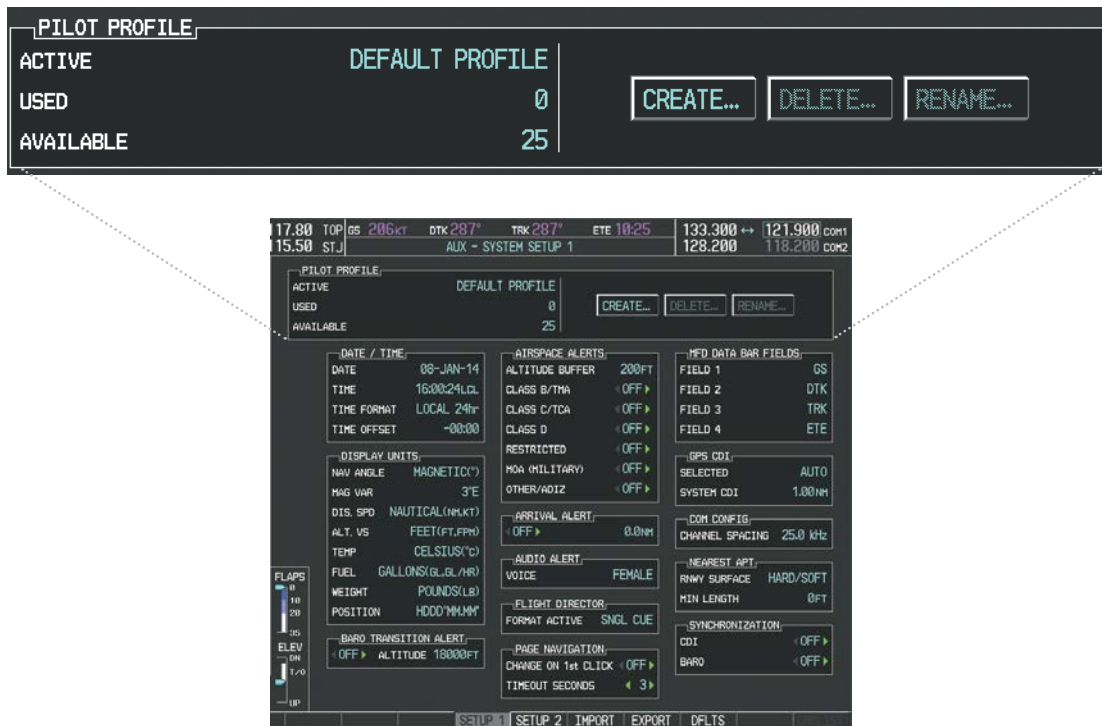 PILOT PROFILE
ACTIVE DEFAULT PROFILE
USED 0
AVAILABLE 25
CREATE… DELETE… RENAME…
117.80 TOP GS 206KT DTK 287° TRK 287° ETE 10:25 133.300 ↔ 121.900 COM1
115.50 STJ AUX - SYSTEM SETUP 1 128.200 118.200 COM2
PILOT PROFILE
ACTIVE DEFAULT PROFILE
USED 0
AVAILABLE 25
CREATE… DELETE… RENAME…
DATE / TIME
DATE 08-JAN-14
TIME 16:00:24LCL
TIME FORMAT LOCAL 24hr
TIME OFFSET -00:00
DISPLAY UNITS
NAV ANGLE MAGNETIC(°)
MAG VAR 3°E
DIS, SPD NAUTICAL(NM,KT)
ALT, VS FEET(FT,FPM)
TEMP CELSIUS(°C)
FUEL GALLONS(GL,GL/HR)
WEIGHT POUNDS(LB)
POSITION HDDD°MM.MM'
BARO TRANSITION ALERT
OFF ALTITUDE 18000FT
AIRSPACE ALERTS
ALTITUDE BUFFER 200FT
CLASS B/TMA OFF
CLASS C/TCA OFF
CLASS D OFF
RESTRICTED OFF
MOA (MILITARY) OFF
OTHER/ADIZ OFF
ARRIVAL ALERT
OFF 0.0NM
AUDIO ALERT
VOICE FEMALE
FLIGHT DIRECTOR
FORMAT ACTIVE SNGL CUE
PAGE NAVIGATION
CHANGE ON 1st CLICK OFF
TIMEOUT SECONDS 3
MFD DATA BAR FIELDS
FIELD 1 GS
FIELD 2 DTK
FIELD 3 TRK
FIELD 4 ETE
GPS CDI
SELECTED AUTO
SYSTEM CDI 1.00NM
COM CONFIG
CHANNEL SPACING 25.0 kHz
NEAREST APT
RNWY SURFACE HARD/SOFT
MIN LENGTH 0FT
SYNCHRONIZATION
CDI OFF
BARO OFF
FLAPS
0
10
20
35
ELEV
DN
T/O
UP
SETUP 1 SETUP 2 IMPORT EXPORT DFLTS